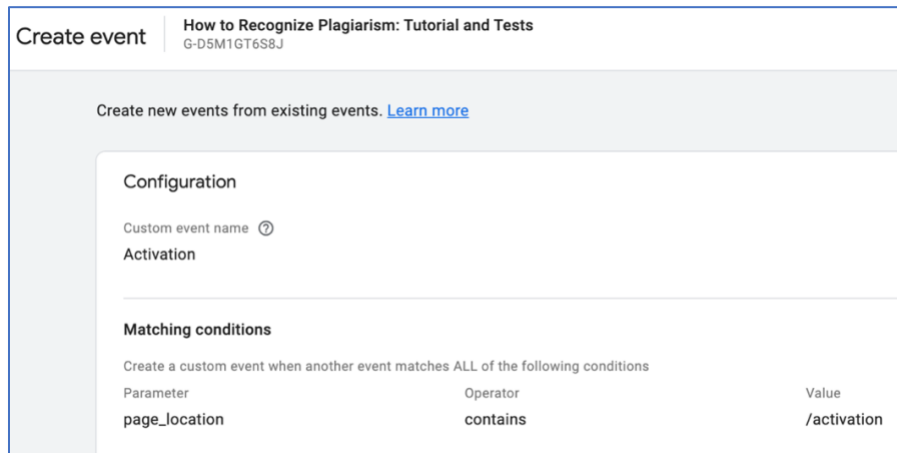 Create event
How to Recognize Plagiarism: Tutorial and Tests
G-D5M1GT6S8J
Create new events from existing events. Learn more
Configuration
Custom event name ?
Activation
Matching conditions
Create a custom event when another event matches ALL of the following conditions
Parameter Operator Value
page_location contains /activation